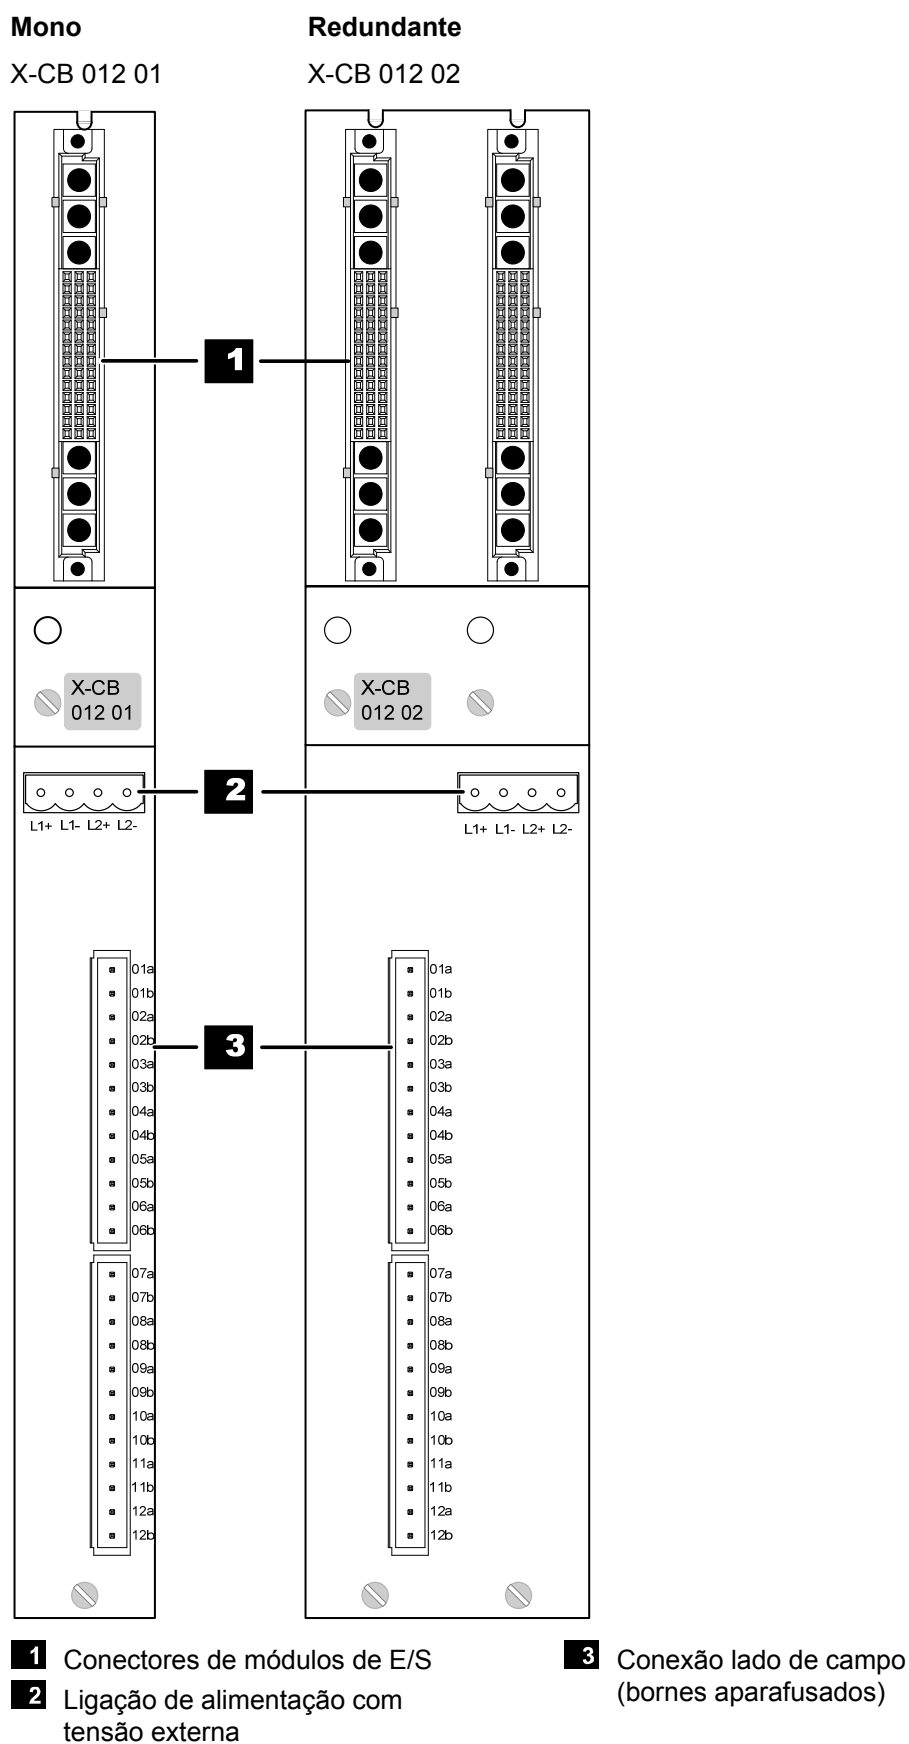 Mono
Redundante
X-CB 012 01
X-CB 012 02
1
X-CB
012 01
X-CB
012 02
2
L1+ L1- L2+ L2-
L1+ L1- L2+ L2-
01a
01b
02a
02b
03a
03b
04a
04b
05a
05b
06a
06b
07a
07b
08a
08b
09a
09b
10a
10b
11a
11b
12a
12b
3
01a
01b
02a
02b
03a
03b
04a
04b
05a
05b
06a
06b
07a
07b
08a
08b
09a
09b
10a
10b
11a
11b
12a
12b
1 Conectores de módulos de E/S
2 Ligação de alimentação com
tensão externa
3 Conexão lado de campo
(bornes aparafusados)